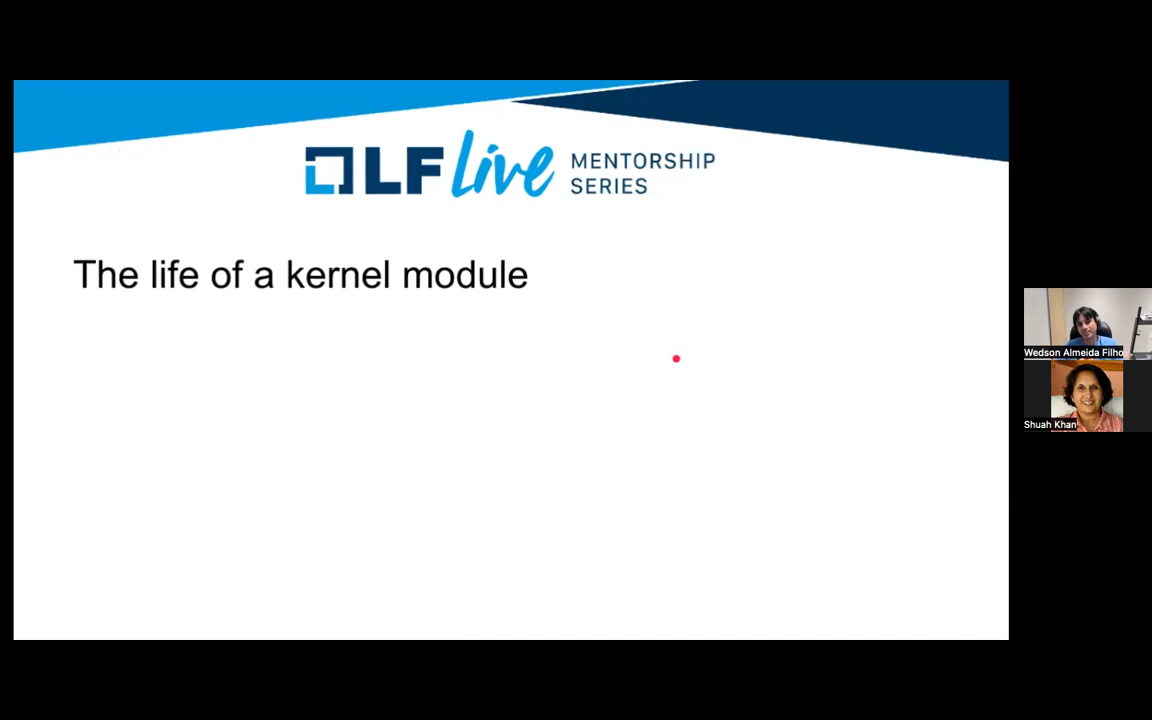 LF Live MENTORSHIP
SERIES
The life of a kernel module
Wedson Almeida Filho
Shuah Khan